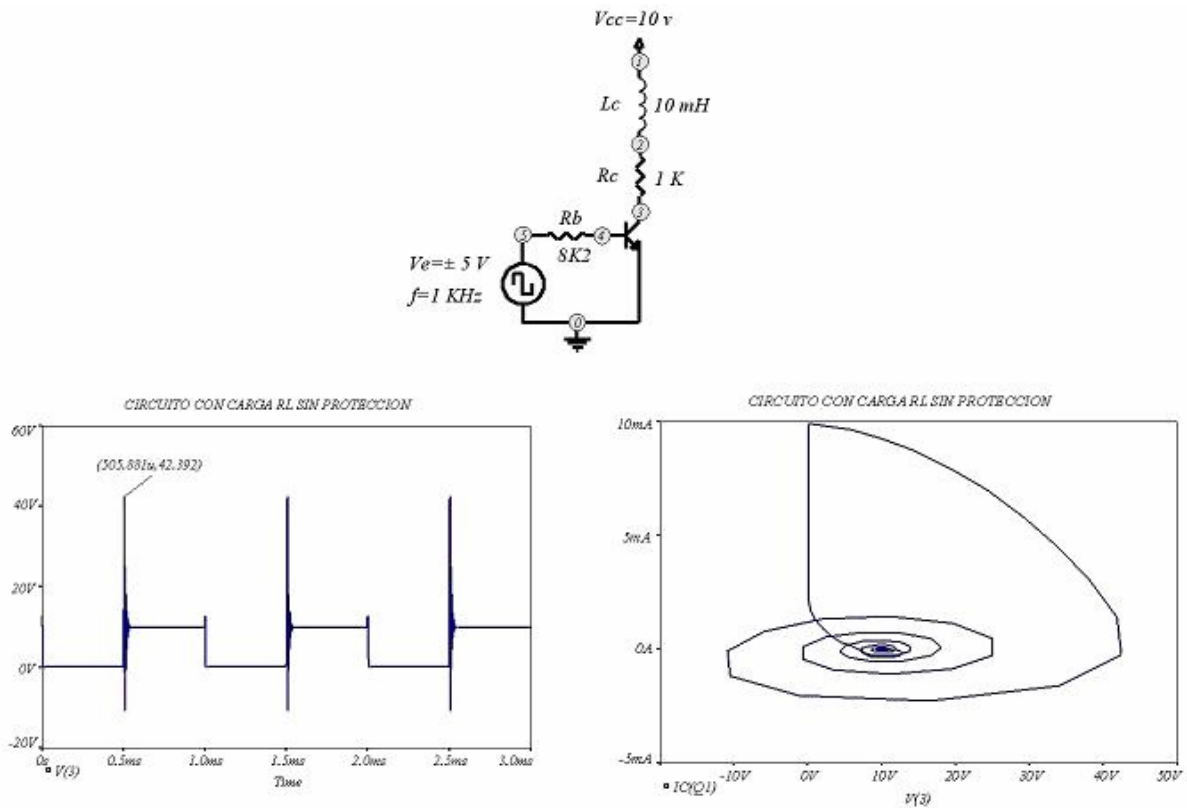 Vcc=10 v
1
Lc 10 mH
2
Rc 1 K
3
Rb
5 4
8K2
Ve=± 5 V
f=1 KHz
0
CIRCUITO CON CARGA RL SIN PROTECCION
60V
(505.881u,42.392)
40V
20V
0V
-20V
0s 0.5ms 1.0ms 1.5ms 2.0ms 2.5ms 3.0ms
V(3)
Time
CIRCUITO CON CARGA RL SIN PROTECCION
10mA
5mA
0A
-5mA
-10V 0V 10V 20V 30V 40V 50V
IC(Q1)
V(3)